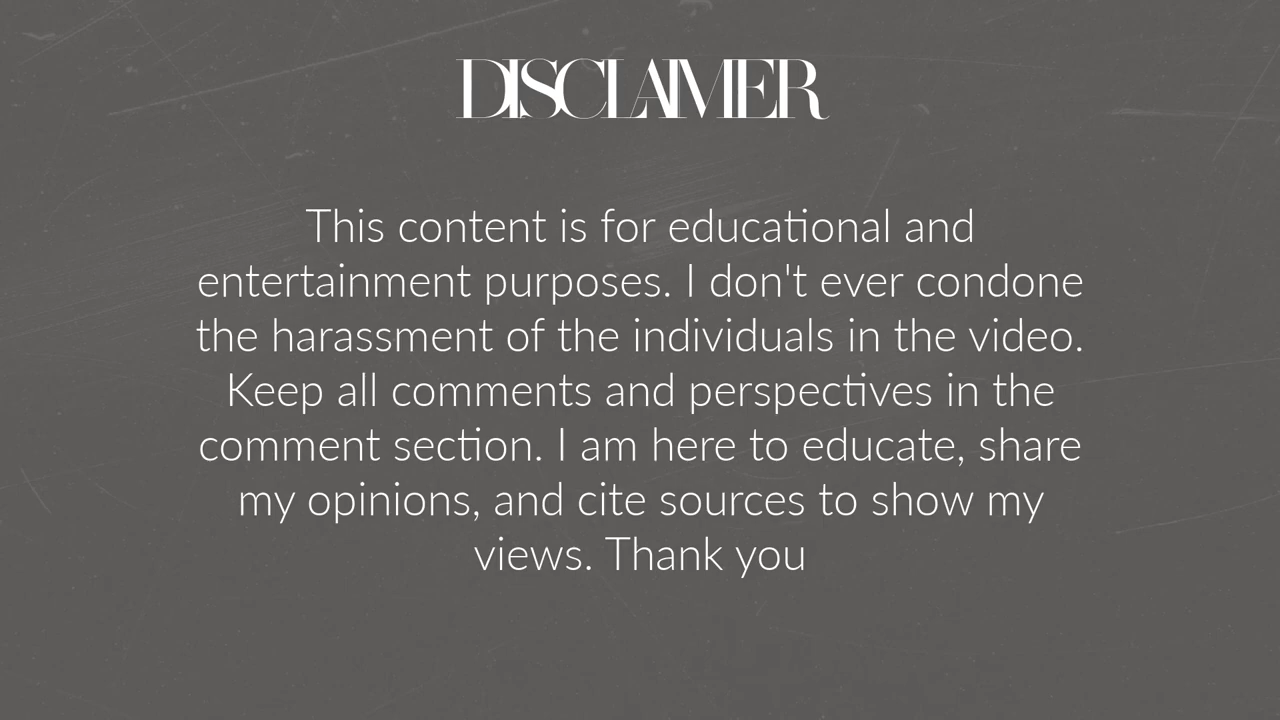 DISCLAIMER
This content is for educational and
entertainment purposes. I don't ever condone
the harassment of the individuals in the video.
Keep all comments and perspectives in the
comment section. I am here to educate, share
my opinions, and cite sources to show my
views. Thank you